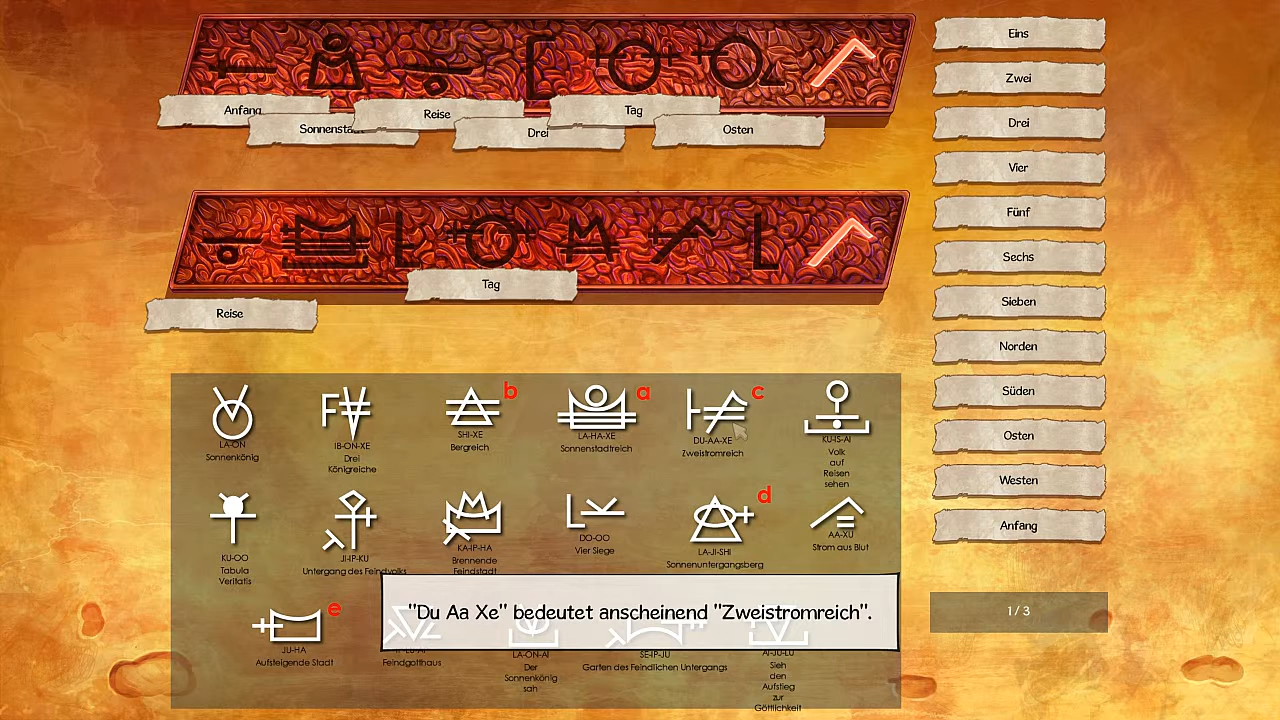 Anfang
Reise
Tag
Sonnensta
Drei
Osten
Tag
Reise
Eins
Zwei
Drei
Vier
Fünf
Sechs
Sieben
Norden
Süden
Osten
Westen
Anfang
1/3
LA-ON
Sonnenkönig
IB-ON-XE
Drei
Königreiche
b
SHI-XE
Bergreich
a
LA-HA-XE
Sonnenstadtreich
c
DU-AA-XE
Zweistromreich
KU-IS-AI
Volk
auf
Reisen
sehen
KU-OO
Tabula
Veritatis
JI-IP-KU
Untergang des Feindvolks
KA-IP-HA
Brennende
Feindstadt
DO-OO
Vier Siege
d
LA-JI-SHI
Sonnenuntergangsberg
AA-XU
Strom aus Blut
e
JU-HA
Aufsteigende Stadt
Feindgotthaus
LA-ON-AI
Der
Sonnenkönig
sah
SE-IP-JU
Garten des Feindlichen Untergangs
AI-JU-LU
Sieh
den
Aufstieg
zur
Göttlichkeit
"Du Aa Xe" bedeutet anscheinend "Zweistromreich".